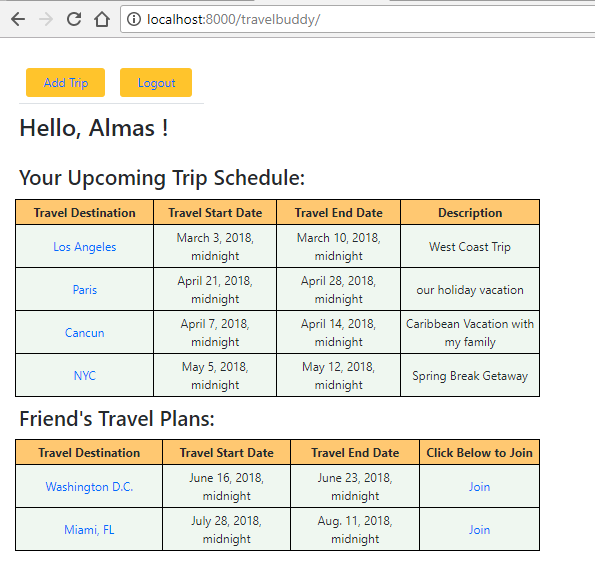 localhost:8000/travelbuddy/
Add Trip Logout
Hello, Almas !
Your Upcoming Trip Schedule:
Travel Destination Travel Start Date Travel End Date Description
Los Angeles March 3, 2018, midnight March 10, 2018, midnight West Coast Trip
Paris April 21, 2018, midnight April 28, 2018, midnight our holiday vacation
Cancun April 7, 2018, midnight April 14, 2018, midnight Caribbean Vacation with my family
NYC May 5, 2018, midnight May 12, 2018, midnight Spring Break Getaway
Friend's Travel Plans:
Travel Destination Travel Start Date Travel End Date Click Below to Join
Washington D.C. June 16, 2018, midnight June 23, 2018, midnight Join
Miami, FL July 28, 2018, midnight Aug. 11, 2018, midnight Join